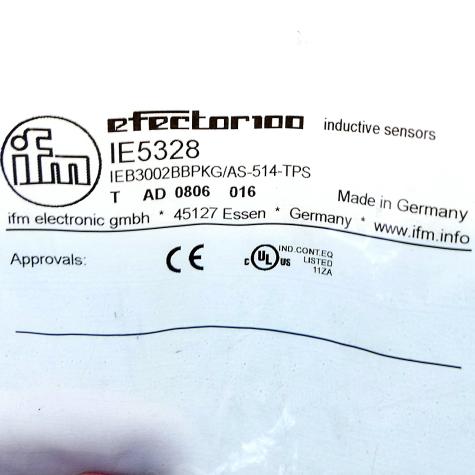 ifm
efector100 inductive sensors
IE5328
IEB3002BBPKG/AS-514-TPS
T AD 0806 016 Made in Germany
ifm electronic gmbh * 45127 Essen * Germany * www.ifm.info
Approvals: CE C UL US IND.CONT.EQ
LISTED
11ZA